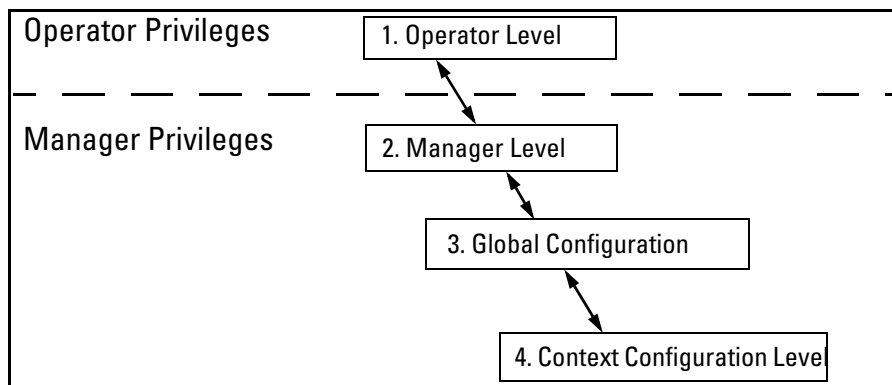 Operator Privileges
1. Operator Level
Manager Privileges
2. Manager Level
3. Global Configuration
4. Context Configuration Level